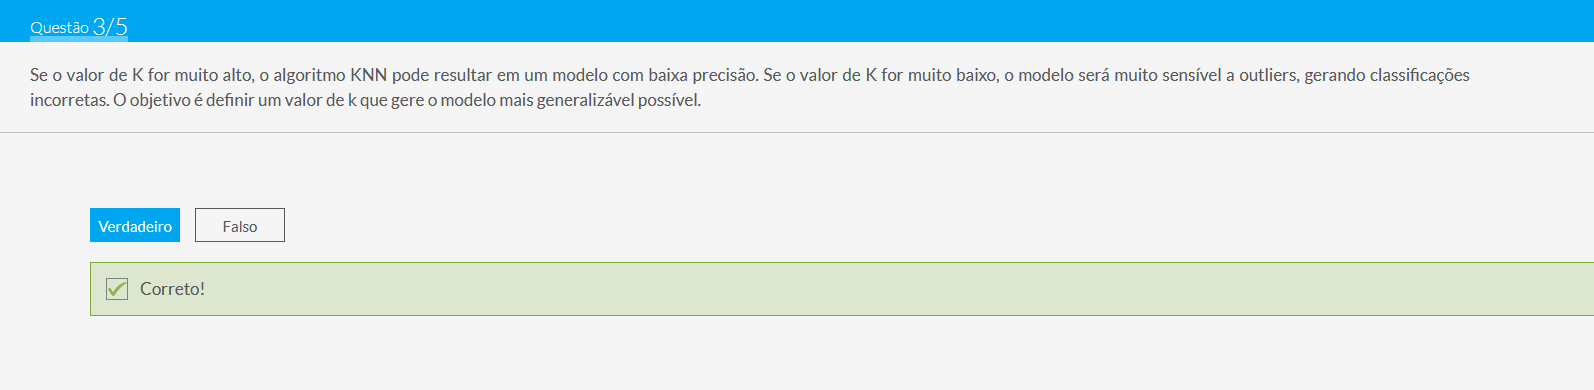 Questão 3/5
Se o valor de K for muito alto, o algoritmo KNN pode resultar em um modelo com baixa precisão. Se o valor de K for muito baixo, o modelo será muito sensível a outliers, gerando classificações
incorretas. O objetivo é definir um valor de k que gere o modelo mais generalizável possível.
Verdadeiro Falso
Correto!